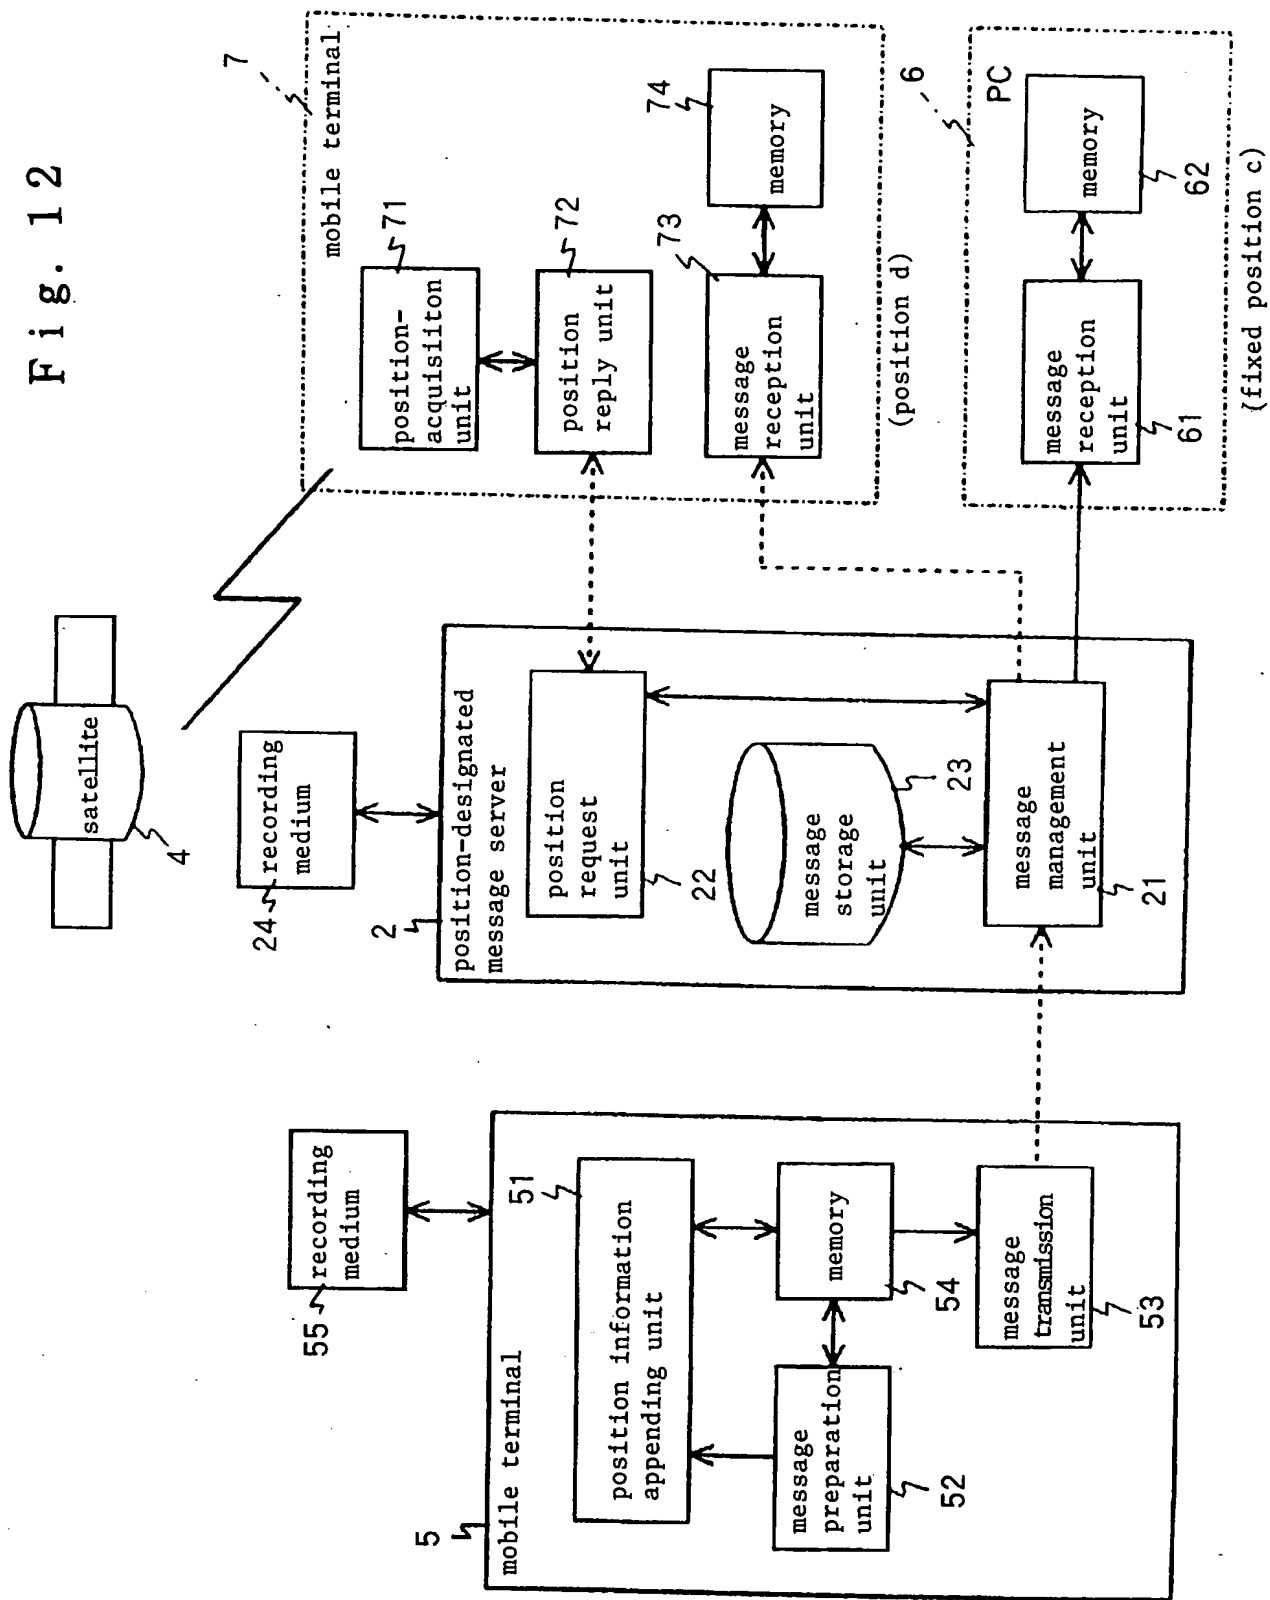 Fig. 12
satellite
4
7
mobile terminal
position-
acquisiiton
unit
71
position
reply unit
72
message
reception
unit
73
memory
74
(position d)
6
PC
message
reception
unit
61
memory
62
(fixed position c)
24
recording
medium
2
position-designated
message server
position
request
unit
22
message
storage
unit
23
message
management
unit
21
55
recording
medium
5
mobile terminal
51
position information
appending unit
message
preparation
unit
52
memory
54
message
transmission
unit
53